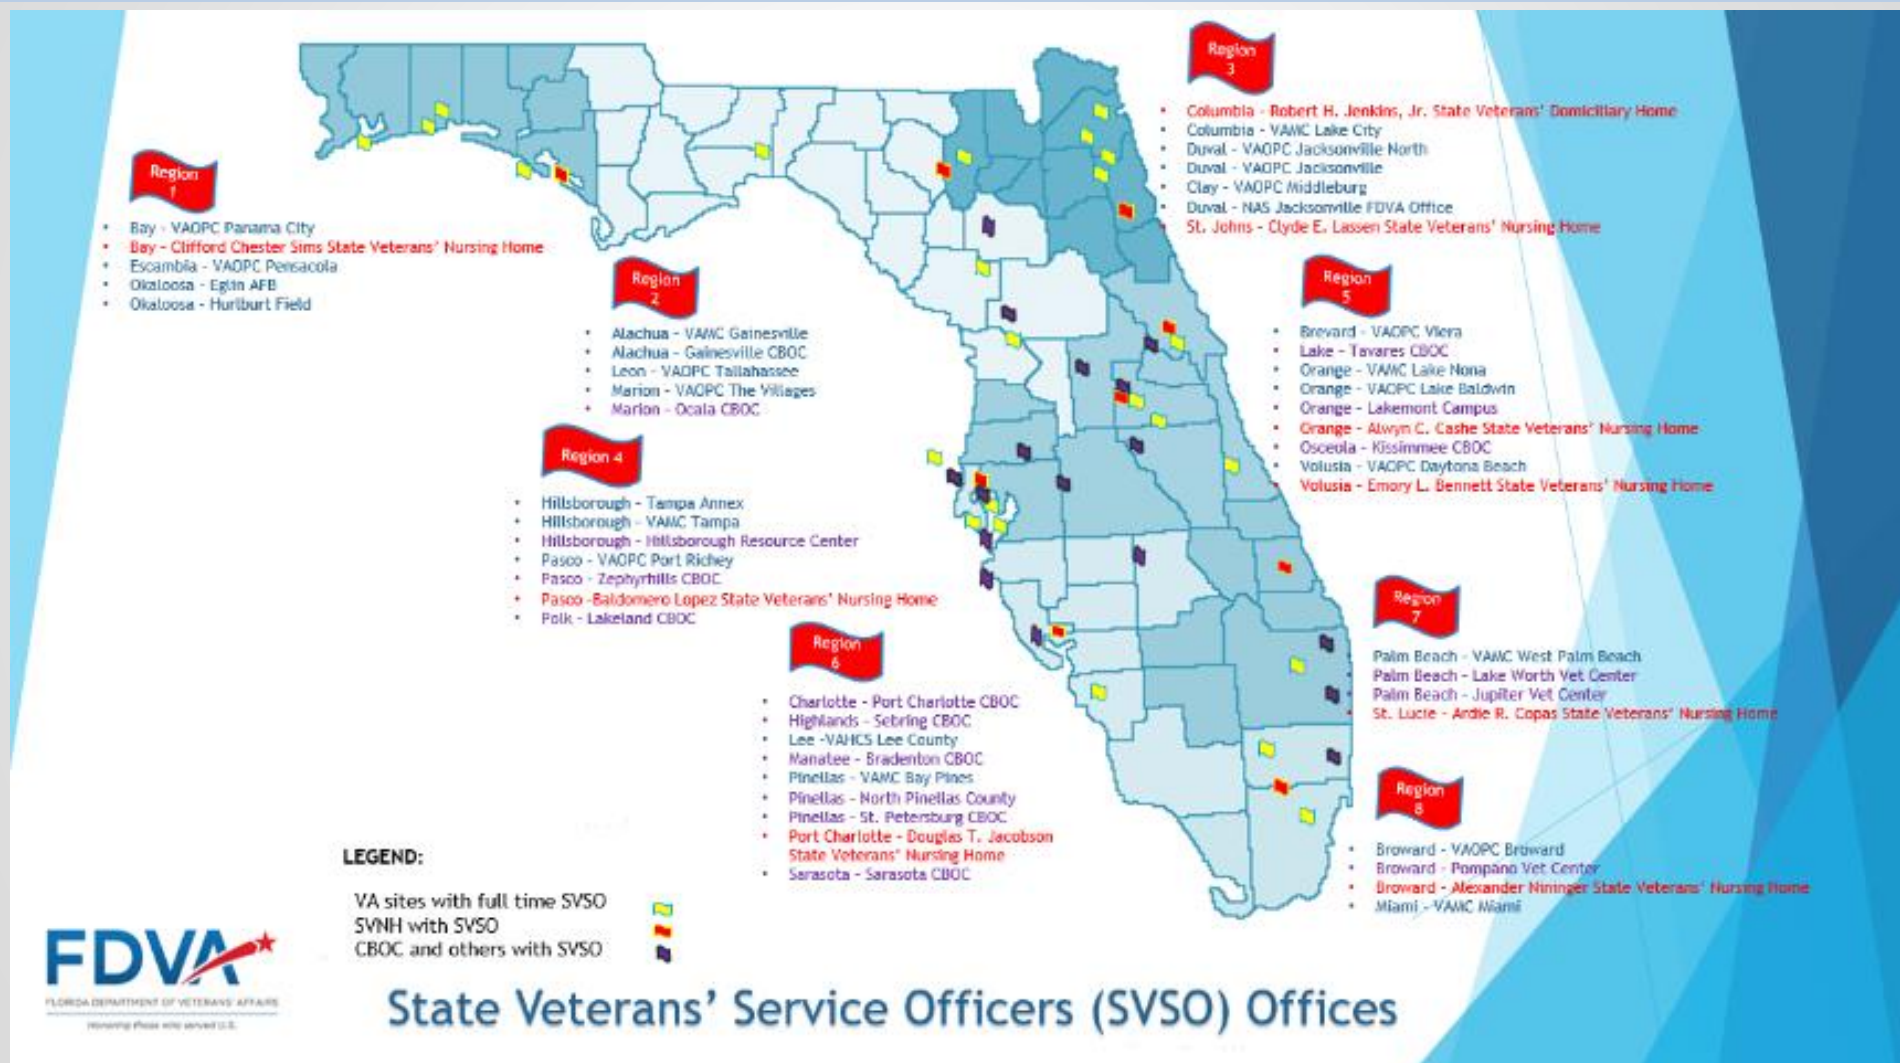 Region
1
• Bay - VAOPC Panama City
• Bay - Clifford Chester Sims State Veterans' Nursing Home
• Escambia - VAOPC Pensacola
• Okaloosa - Eglin AFB
• Okaloosa - Hurlburt Field
Region
2
• Alachua - VAMC Gainesville
• Alachua - Gainesville CBOC
• Leon - VAOPC Tallahassee
• Marion - VAOPC The Villages
• Marion - Ocala CBOC
Region
3
• Columbia - Robert H. Jenkins, Jr. State Veterans' Domiciliary Home
• Columbia - VAMC Lake City
• Duval - VAOPC Jacksonville North
• Duval - VAOPC Jacksonville
• Clay - VAOPC Middleburg
• Duval - NAS Jacksonville FDVA Office
• St. Johns - Clyde E. Lassen State Veterans' Nursing Home
Region 4
• Hillsborough - Tampa Annex
• Hillsborough - VAMC Tampa
• Hillsborough - Hillsborough Resource Center
• Pasco - VAOPC Port Richey
• Pasco - Zephyrhills CBOC
• Pasco -Baldomero Lopez State Veterans' Nursing Home
• Polk - Lakeland CBOC
Region
5
• Brevard - VAOPC Viera
• Lake - Tavares CBOC
• Orange - VAMC Lake Nona
• Orange - VAOPC Lake Baldwin
• Orange - Lakemont Campus
• Orange - Alwyn C. Cashe State Veterans' Nursing Home
• Osceola - Kissimmee CBOC
• Volusia - VAOPC Daytona Beach
• Volusia - Emory L. Bennett State Veterans' Nursing Home
Region
6
• Charlotte - Port Charlotte CBOC
• Highlands - Sebring CBOC
• Lee -VAHCS Lee County
• Manatee - Bradenton CBOC
• Pinellas - VAMC Bay Pines
• Pinellas - North Pinellas County
• Pinellas - St. Petersburg CBOC
• Port Charlotte - Douglas T. Jacobson
State Veterans' Nursing Home
• Sarasota - Sarasota CBOC
Region
7
• Palm Beach - VAMC West Palm Beach
• Palm Beach - Lake Worth Vet Center
• Palm Beach - Jupiter Vet Center
• St. Lucie - Ardie R. Copas State Veterans' Nursing Home
Region
8
• Broward - VAOPC Broward
• Broward - Pompano Vet Center
• Broward - Alexander Nininger State Veterans' Nursing Home
• Miami - VAMC Miami
LEGEND:
VA sites with full time SVSO
SVNH with SVSO
CBOC and others with SVSO
FDVA
FLORIDA DEPARTMENT OF VETERANS' AFFAIRS
Honoring those who served U.S.
State Veterans' Service Officers (SVSO) Offices